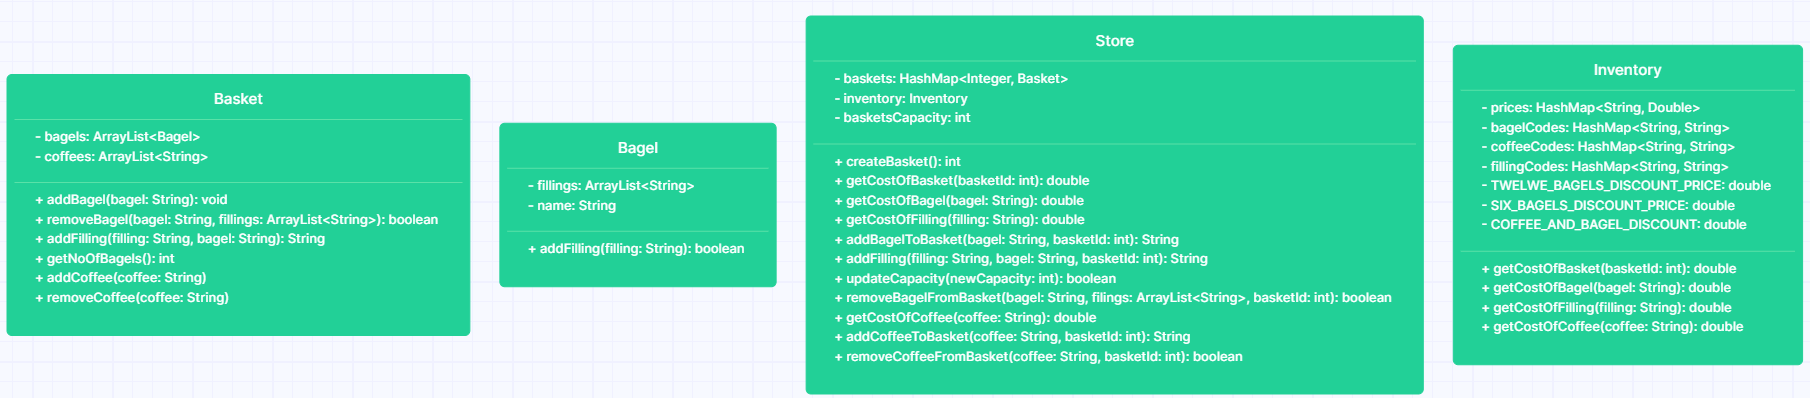 Basket
- bagels: ArrayList<Bagel>
- coffees: ArrayList<String>
+ addBagel(bagel: String): void
+ removeBagel(bagel: String, fillings: ArrayList<String>): boolean
+ addFilling(filling: String, bagel: String): String
+ getNoOfBagels(): int
+ addCoffee(coffee: String)
+ removeCoffee(coffee: String)
Bagel
- fillings: ArrayList<String>
- name: String
+ addFilling(filling: String): boolean
Store
- baskets: HashMap<Integer, Basket>
- inventory: Inventory
- basketsCapacity: int
+ createBasket(): int
+ getCostOfBasket(basketId: int): double
+ getCostOfBagel(bagel: String): double
+ getCostOfFilling(filling: String): double
+ addBagelToBasket(bagel: String, basketId: int): String
+ addFilling(filling: String, bagel: String, basketId: int): String
+ updateCapacity(newCapacity: int): boolean
+ removeBagelFromBasket(bagel: String, filings: ArrayList<String>, basketId: int): boolean
+ getCostOfCoffee(coffee: String): double
+ addCoffeeToBasket(coffee: String, basketId: int): String
+ removeCoffeeFromBasket(coffee: String, basketId: int): boolean
Inventory
- prices: HashMap<String, Double>
- bagelCodes: HashMap<String, String>
- coffeeCodes: HashMap<String, String>
- fillingCodes: HashMap<String, String>
- TWELWE_BAGELS_DISCOUNT_PRICE: double
- SIX_BAGELS_DISCOUNT_PRICE: double
- COFFEE_AND_BAGEL_DISCOUNT: double
+ getCostOfBasket(basketId: int): double
+ getCostOfBagel(bagel: String): double
+ getCostOfFilling(filling: String): double
+ getCostOfCoffee(coffee: String): double